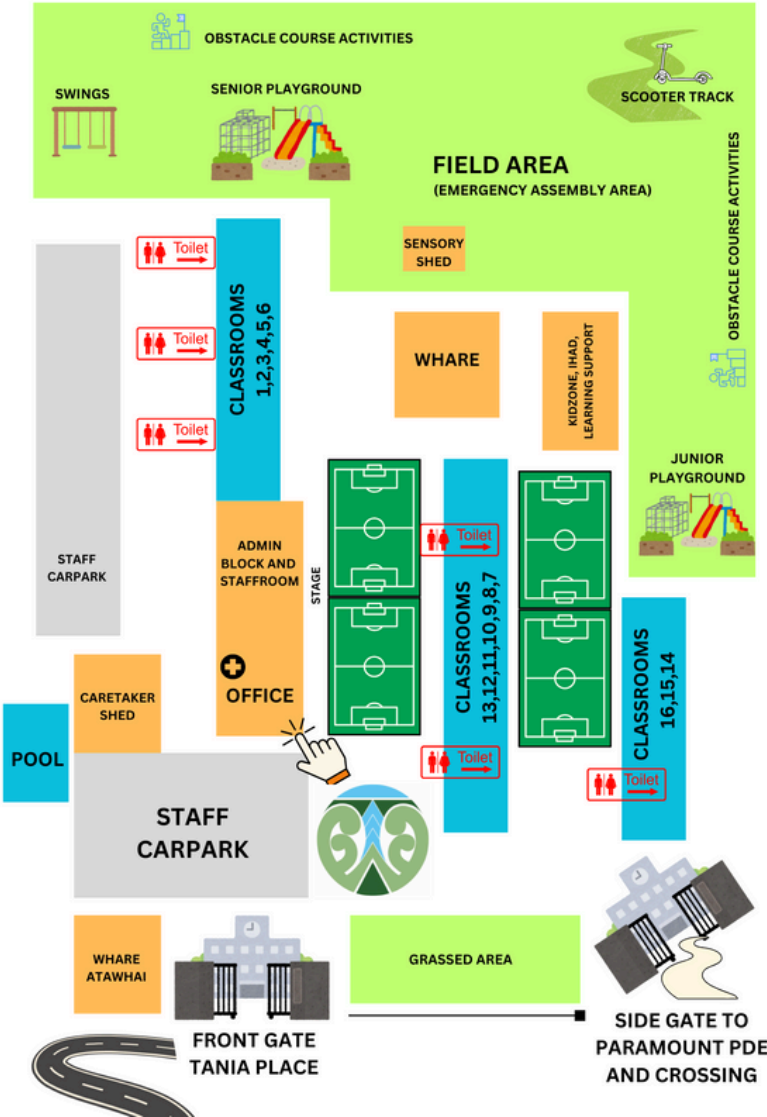 OBSTACLE COURSE ACTIVITIES
SWINGS
SENIOR PLAYGROUND
SCOOTER TRACK
FIELD AREA
(EMERGENCY ASSEMBLY AREA)
OBSTACLE COURSE ACTIVITIES
SENSORY
SHED
Toilet
Toilet
Toilet
CLASSROOMS
1,2,3,4,5,6
WHARE
KIDZONE, IHAD,
LEARNING SUPPORT
JUNIOR
PLAYGROUND
STAFF
CARPARK
ADMIN
BLOCK AND
STAFFROOM
STAGE
Toilet
CLASSROOMS
13,12,11,10,9,8,7
CLASSROOMS
16,15,14
CARETAKER
SHED
OFFICE
POOL
Toilet
Toilet
STAFF
CARPARK
WHARE
ATAWHAI
GRASSED AREA
FRONT GATE
TANIA PLACE
SIDE GATE TO
PARAMOUNT PDE
AND CROSSING